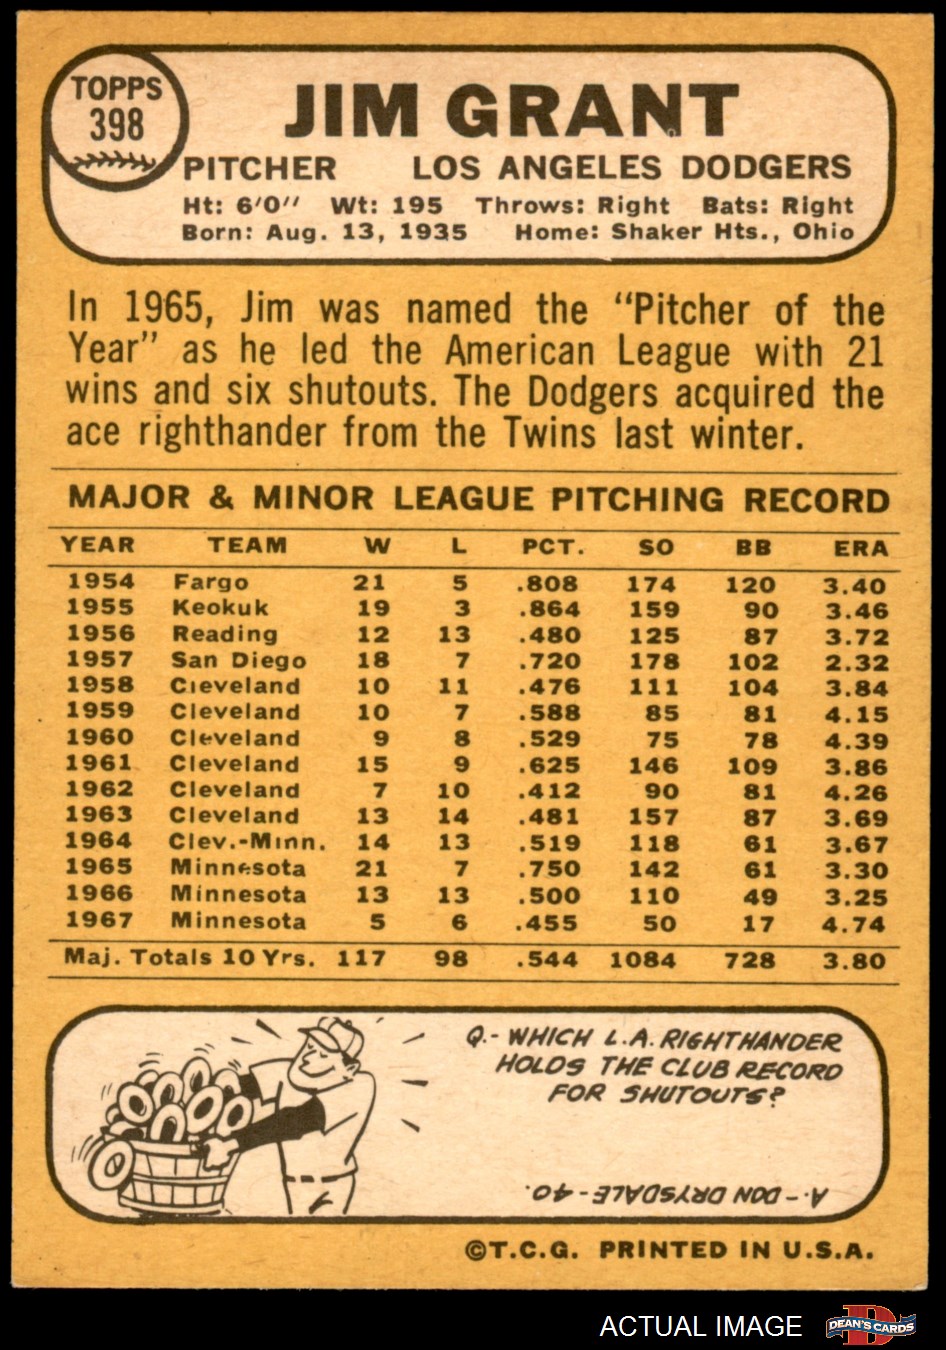 TOPPS
398
JIM GRANT
PITCHER LOS ANGELES DODGERS
Ht: 6'0" Wt: 195 Throws: Right Bats: Right
Born: Aug. 13, 1935 Home: Shaker Hts., Ohio
In 1965, Jim was named the "Pitcher of the
Year" as he led the American League with 21
wins and six shutouts. The Dodgers acquired the
ace righthander from the Twins last winter.
MAJOR & MINOR LEAGUE PITCHING RECORD
YEAR TEAM W L PCT. SO BB ERA
1954 Fargo 21 5 .808 174 120 3.40
1955 Keokuk 19 3 .864 159 90 3.46
1956 Reading 12 13 .480 125 87 3.72
1957 San Diego 18 7 .720 178 102 2.32
1958 Cleveland 10 11 .476 111 104 3.84
1959 Cleveland 10 7 .588 85 81 4.15
1960 Cleveland 9 8 .529 75 78 4.39
1961 Cleveland 15 9 .625 146 109 3.86
1962 Cleveland 7 10 .412 90 81 4.26
1963 Cleveland 13 14 .481 157 87 3.69
1964 Clev.-Minn. 14 13 .519 118 61 3.67
1965 Minnesota 21 7 .750 142 61 3.30
1966 Minnesota 13 13 .500 110 49 3.25
1967 Minnesota 5 6 .455 50 17 4.74
Maj. Totals 10 Yrs. 117 98 .544 1084 728 3.80
Q.- WHICH L.A. RIGHTHANDER
HOLDS THE CLUB RECORD
FOR SHUTOUTS?
A.- DON DRYSDALE - 40.
©T.C.G. PRINTED IN U.S.A.
ACTUAL IMAGE
D
DEAN'S CARDS